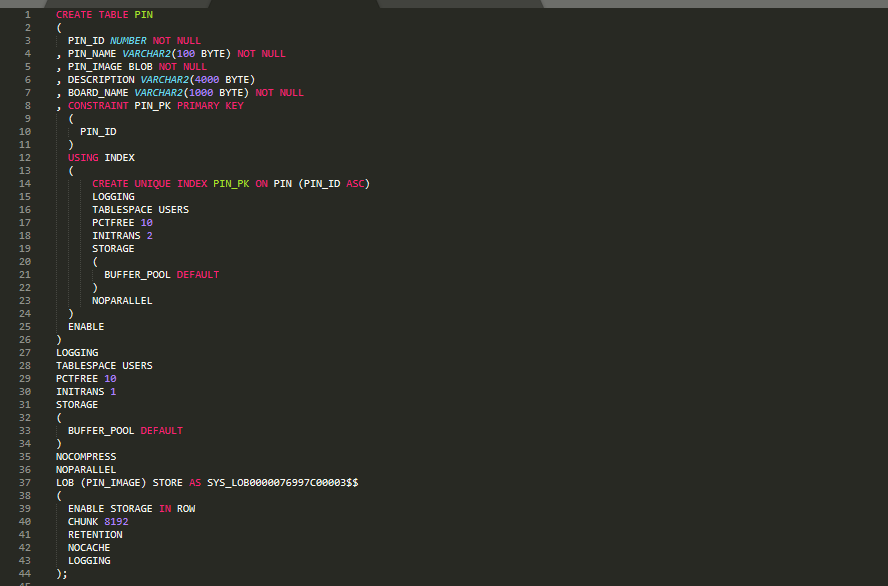 1 CREATE TABLE PIN
2 (
3 PIN_ID NUMBER NOT NULL
4 , PIN_NAME VARCHAR2(100 BYTE) NOT NULL
5 , PIN_IMAGE BLOB NOT NULL
6 , DESCRIPTION VARCHAR2(4000 BYTE)
7 , BOARD_NAME VARCHAR2(1000 BYTE) NOT NULL
8 , CONSTRAINT PIN_PK PRIMARY KEY
9 (
10 PIN_ID
11 )
12 USING INDEX
13 (
14 CREATE UNIQUE INDEX PIN_PK ON PIN (PIN_ID ASC)
15 LOGGING
16 TABLESPACE USERS
17 PCTFREE 10
18 INITRANS 2
19 STORAGE
20 (
21 BUFFER_POOL DEFAULT
22 )
23 NOPARALLEL
24 )
25 ENABLE
26 )
27 LOGGING
28 TABLESPACE USERS
29 PCTFREE 10
30 INITRANS 1
31 STORAGE
32 (
33 BUFFER_POOL DEFAULT
34 )
35 NOCOMPRESS
36 NOPARALLEL
37 LOB (PIN_IMAGE) STORE AS SYS_LOB0000076997C00003$$
38 (
39 ENABLE STORAGE IN ROW
40 CHUNK 8192
41 RETENTION
42 NOCACHE
43 LOGGING
44 );